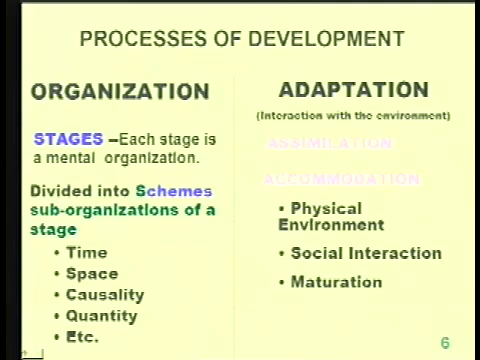 PROCESSES OF DEVELOPMENT
ORGANIZATION
STAGES –Each stage is
a mental organization.
Divided into Schemes
sub-organizations of a
stage
• Time
• Space
• Causality
• Quantity
• Etc.
ADAPTATION
(Interaction with the environment)
ASSIMILATION
ACCOMMODATION
• Physical
Environment
• Social Interaction
• Maturation
6